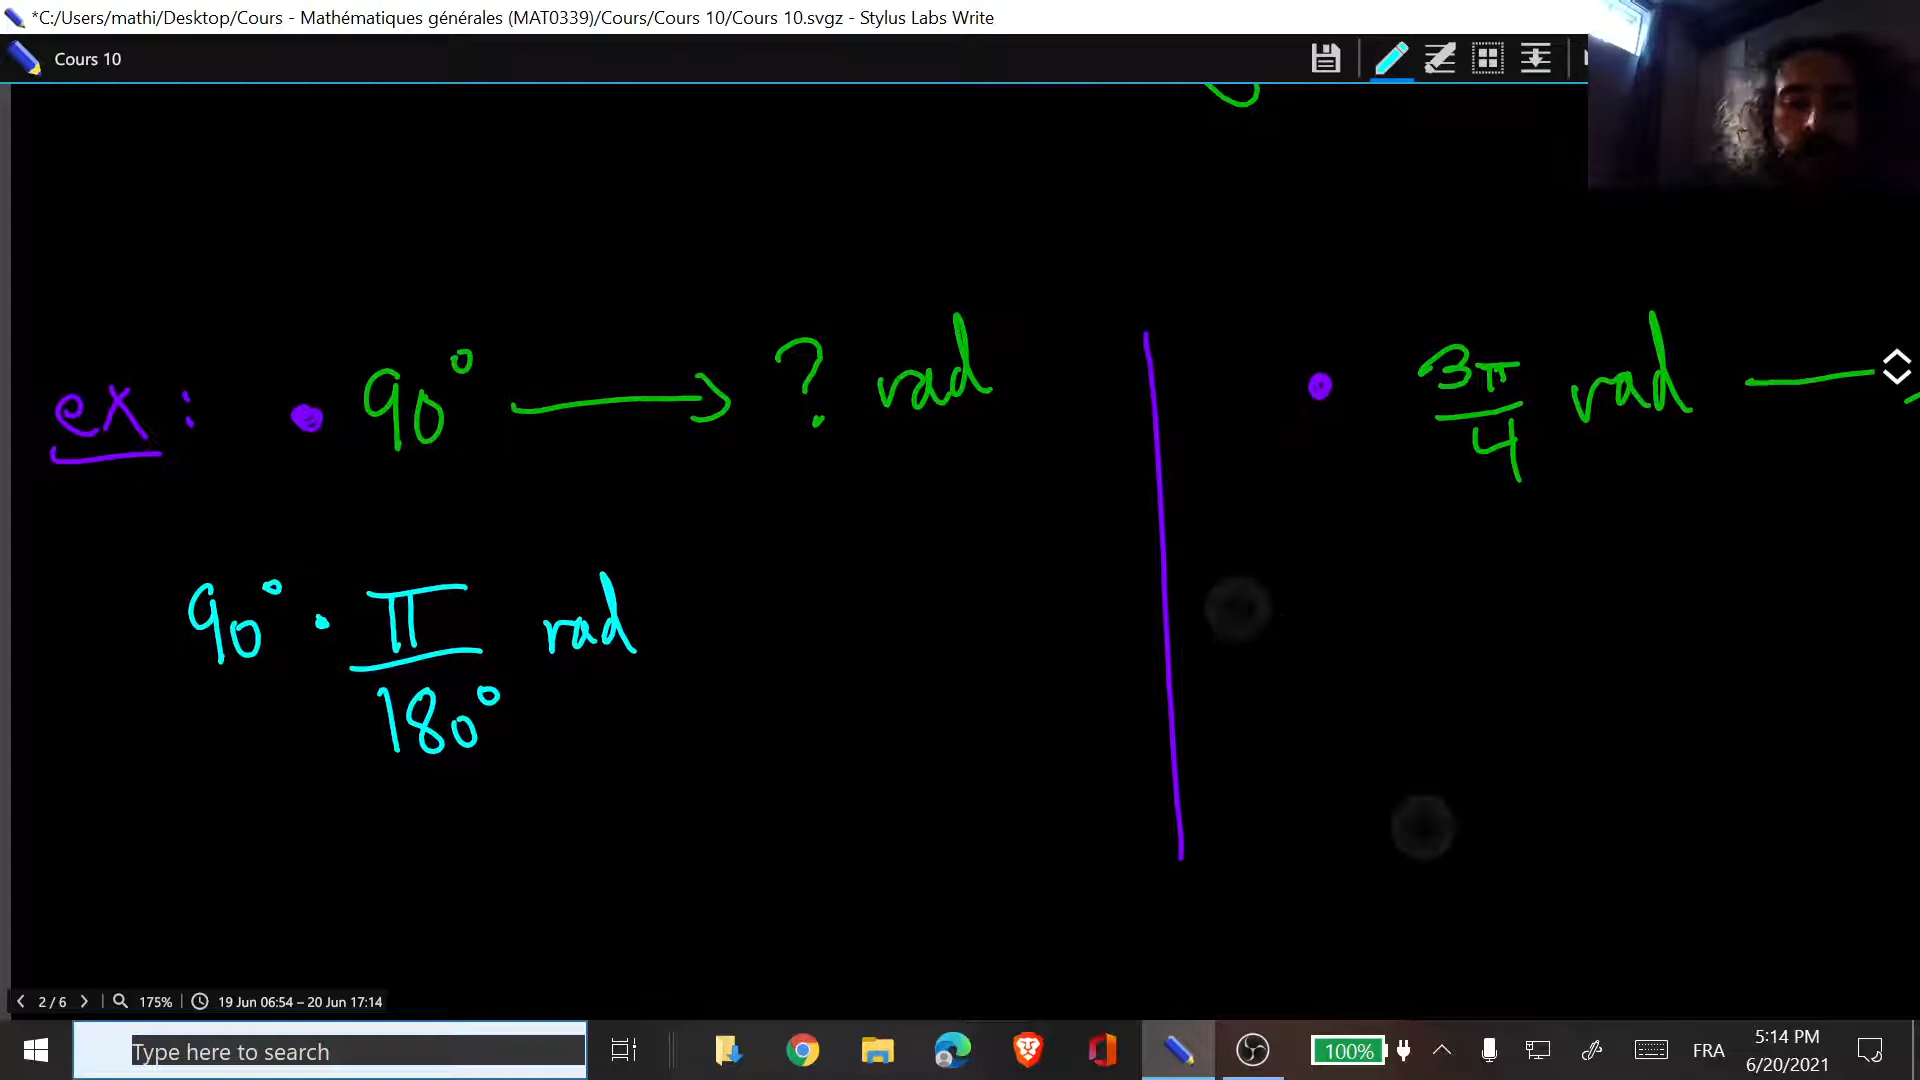 *C:/Users/mathi/Desktop/Cours - Mathématiques générales (MAT0339)/Cours/Cours 10/Cours 10.svgz - Stylus Labs Write
Cours 10
ex : • 90° → ? rad
• 3π/4 rad
90° · π/180° rad
2 / 6 175% 19 Jun 06:54 – 20 Jun 17:14
Type here to search
100%
FRA
5:14 PM
6/20/2021